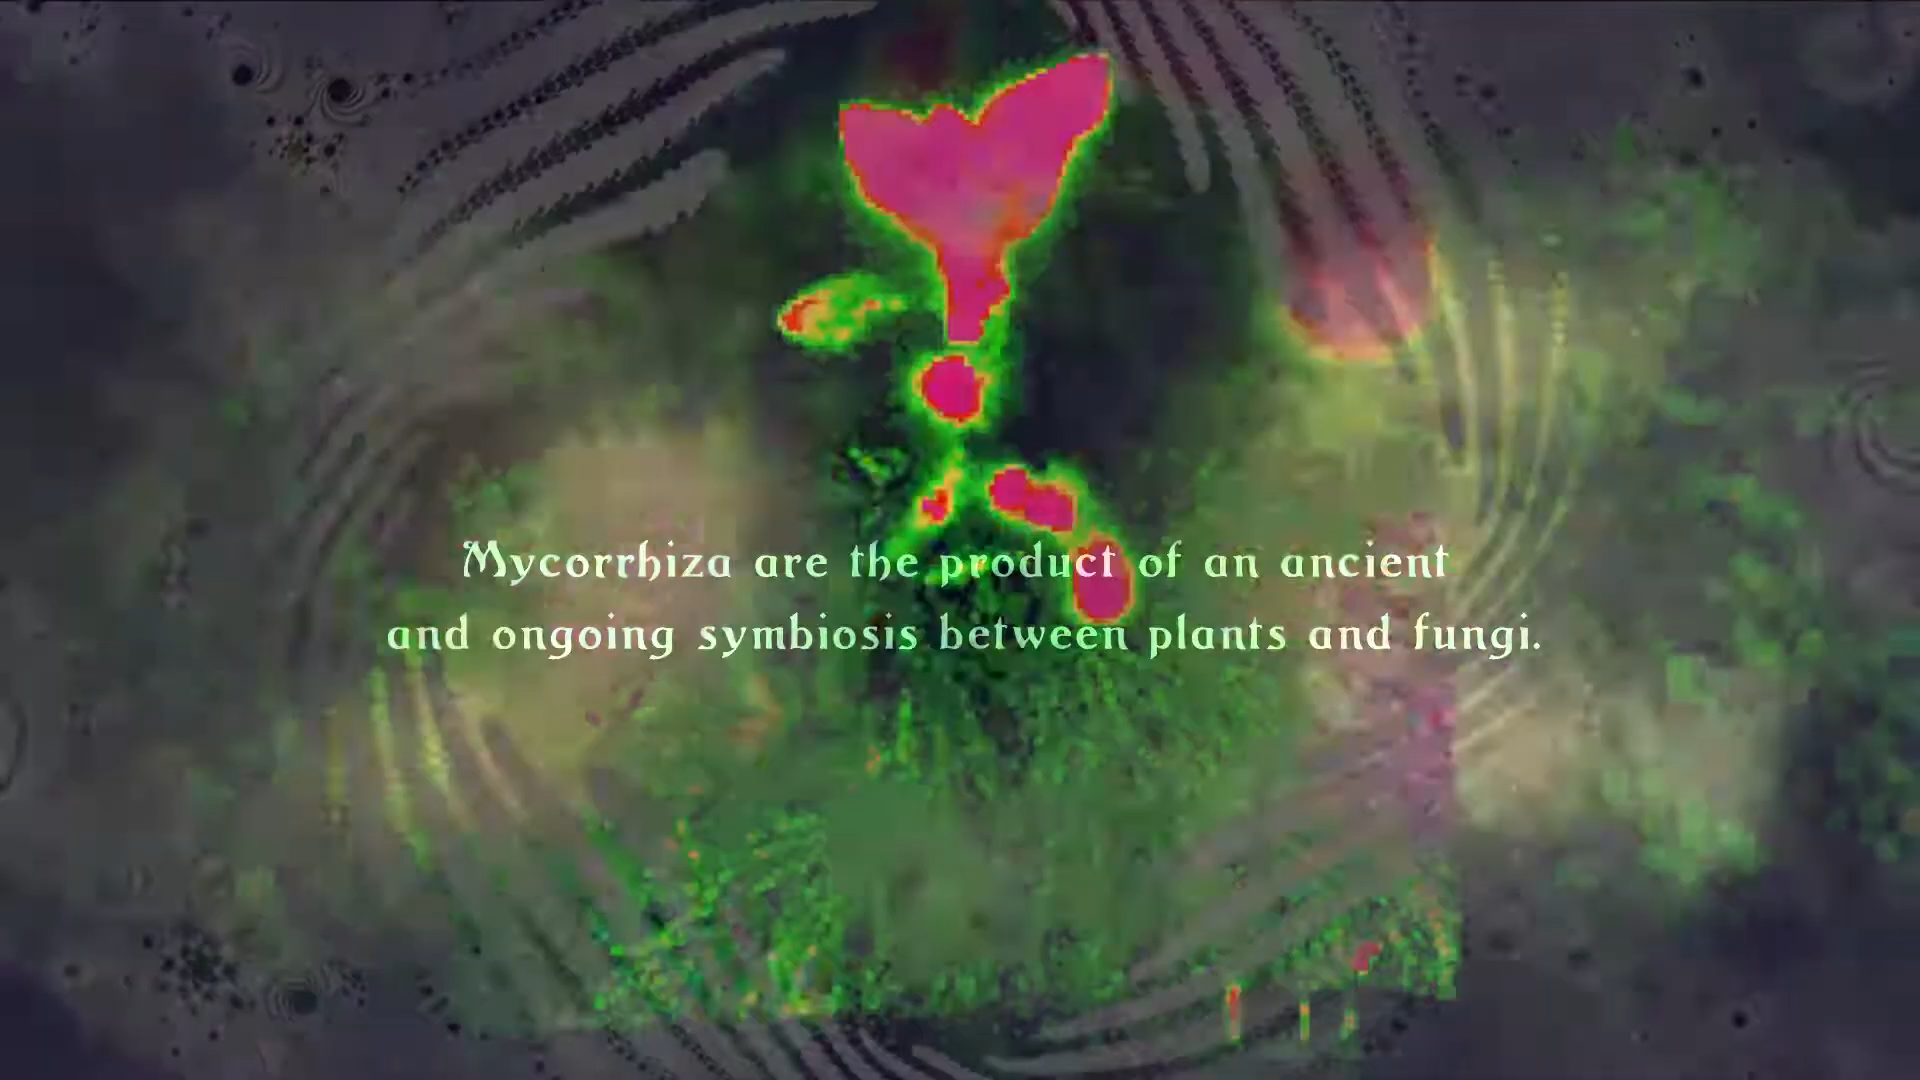 Mycorrhiza are the product of an ancient
and ongoing symbiosis between plants and fungi.